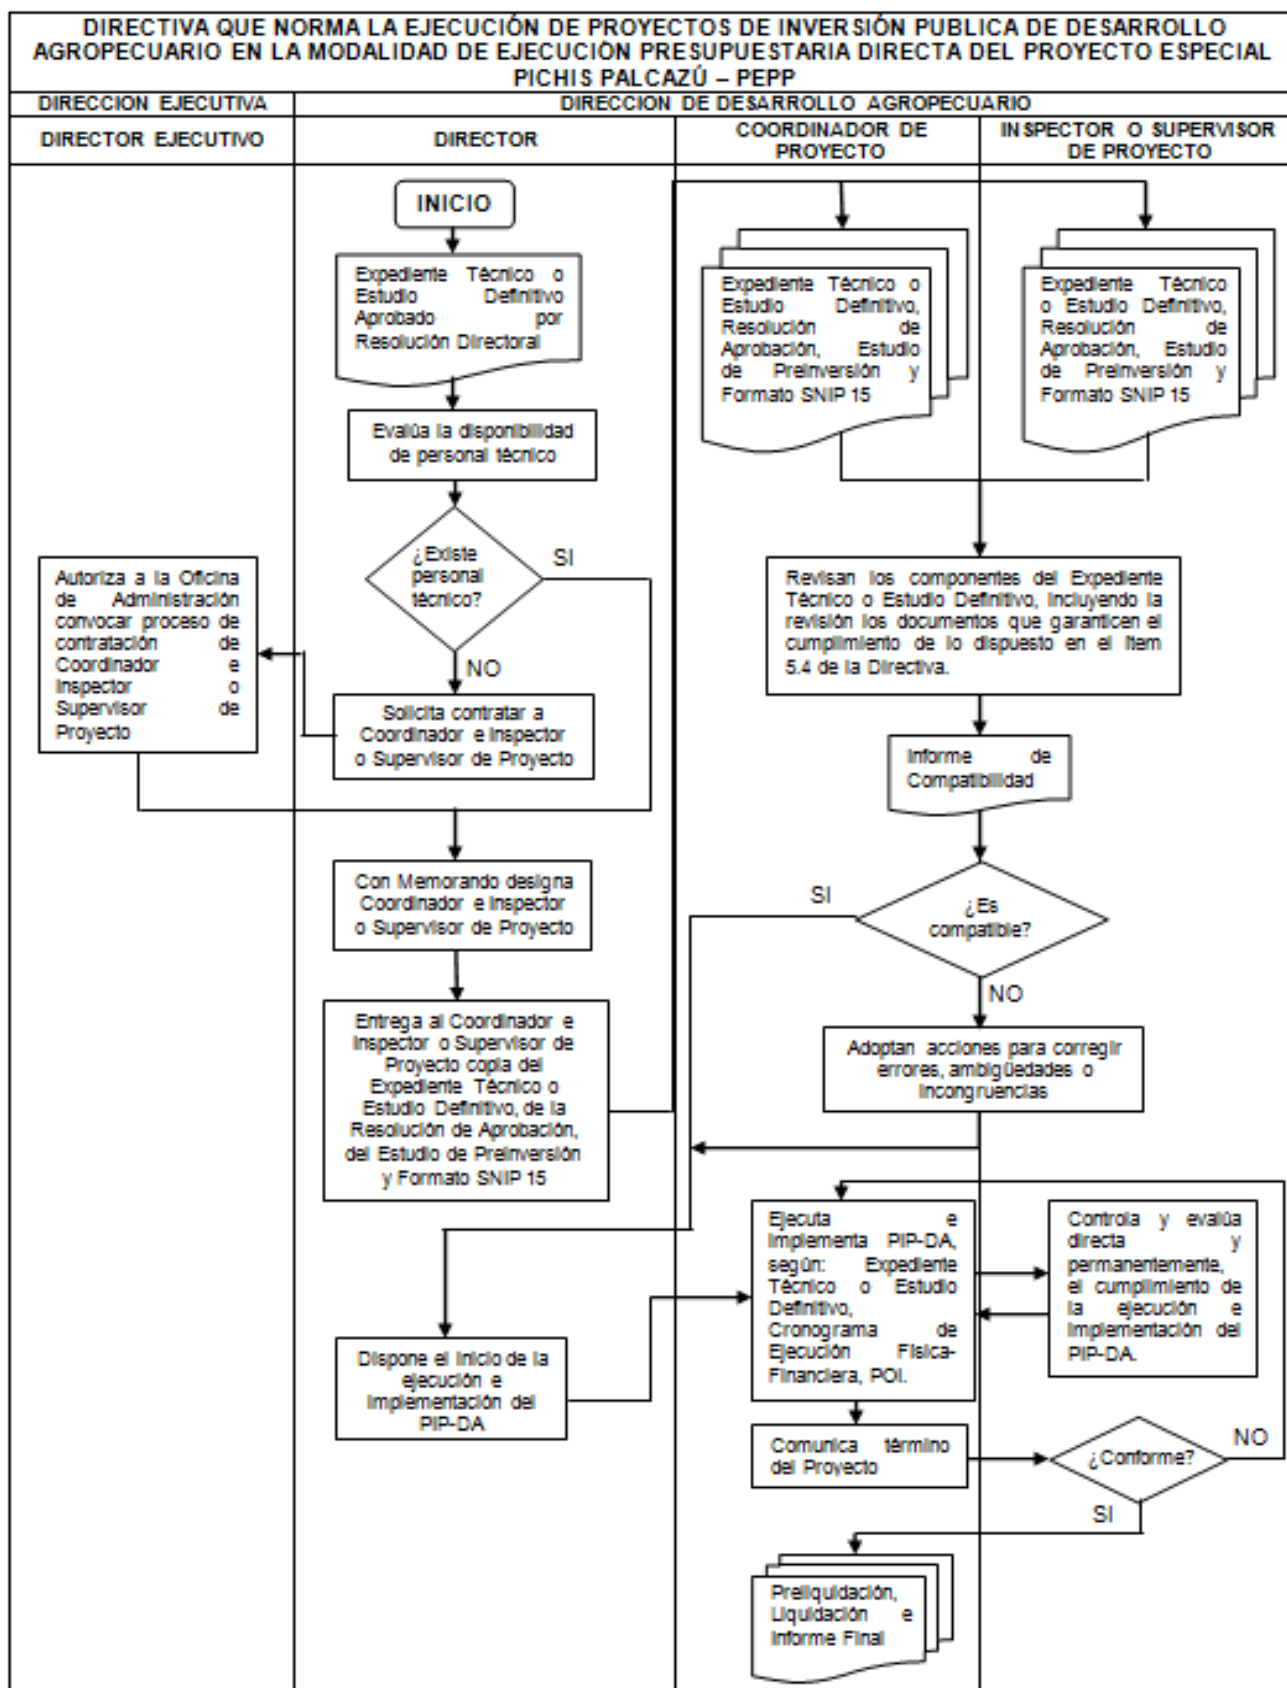 DIRECTIVA QUE NORMA LA EJECUCIÓN DE PROYECTOS DE INVERSIÓN PUBLICA DE DESARROLLO
AGROPECUARIO EN LA MODALIDAD DE EJECUCIÓN PRESUPUESTARIA DIRECTA DEL PROYECTO ESPECIAL
PICHIS PALCAZÚ – PEPP
DIRECCION EJECUTIVA
DIRECCION DE DESARROLLO AGROPECUARIO
DIRECTOR EJECUTIVO
DIRECTOR
COORDINADOR DE
PROYECTO
INSPECTOR O SUPERVISOR
DE PROYECTO
INICIO
Expediente Técnico o
Estudio Definitivo
Aprobado por
Resolución Directoral
Evalúa la disponibilidad
de personal técnico
¿Existe
personal
técnico?
SI
NO
Solicita contratar a
Coordinador e Inspector
o Supervisor de Proyecto
Autoriza a la Oficina
de Administración
convocar proceso de
contratación de
Coordinador e
Inspector o
Supervisor de
Proyecto
Con Memorando designa
Coordinador e Inspector
o Supervisor de Proyecto
Entrega al Coordinador e
Inspector o Supervisor de
Proyecto copia del
Expediente Técnico o
Estudio Definitivo, de la
Resolución de Aprobación,
del Estudio de Preinversión
y Formato SNIP 15
Expediente Técnico o
Estudio Definitivo,
Resolución de
Aprobación, Estudio
de Preinversión y
Formato SNIP 15
Expediente Técnico
o Estudio Definitivo,
Resolución de
Aprobación, Estudio
de Preinversión y
Formato SNIP 15
Revisan los componentes del Expediente
Técnico o Estudio Definitivo, incluyendo la
revisión los documentos que garanticen el
cumplimiento de lo dispuesto en el ítem
5.4 de la Directiva.
Informe de
Compatibilidad
¿Es
compatible?
SI
NO
Adoptan acciones para corregir
errores, ambigüedades o
incongruencias
Dispone el inicio de la
ejecución e
implementación del
PIP-DA
Ejecuta e
implementa PIP-DA,
según: Expediente
Técnico o Estudio
Definitivo,
Cronograma de
Ejecución Física-
Financiera, POI.
Controla y evalúa
directa y
permanentemente,
el cumplimiento de
la ejecución e
implementación del
PIP-DA.
Comunica término
del Proyecto
¿Conforme?
NO
SI
Preliquidación,
Liquidación e
Informe Final